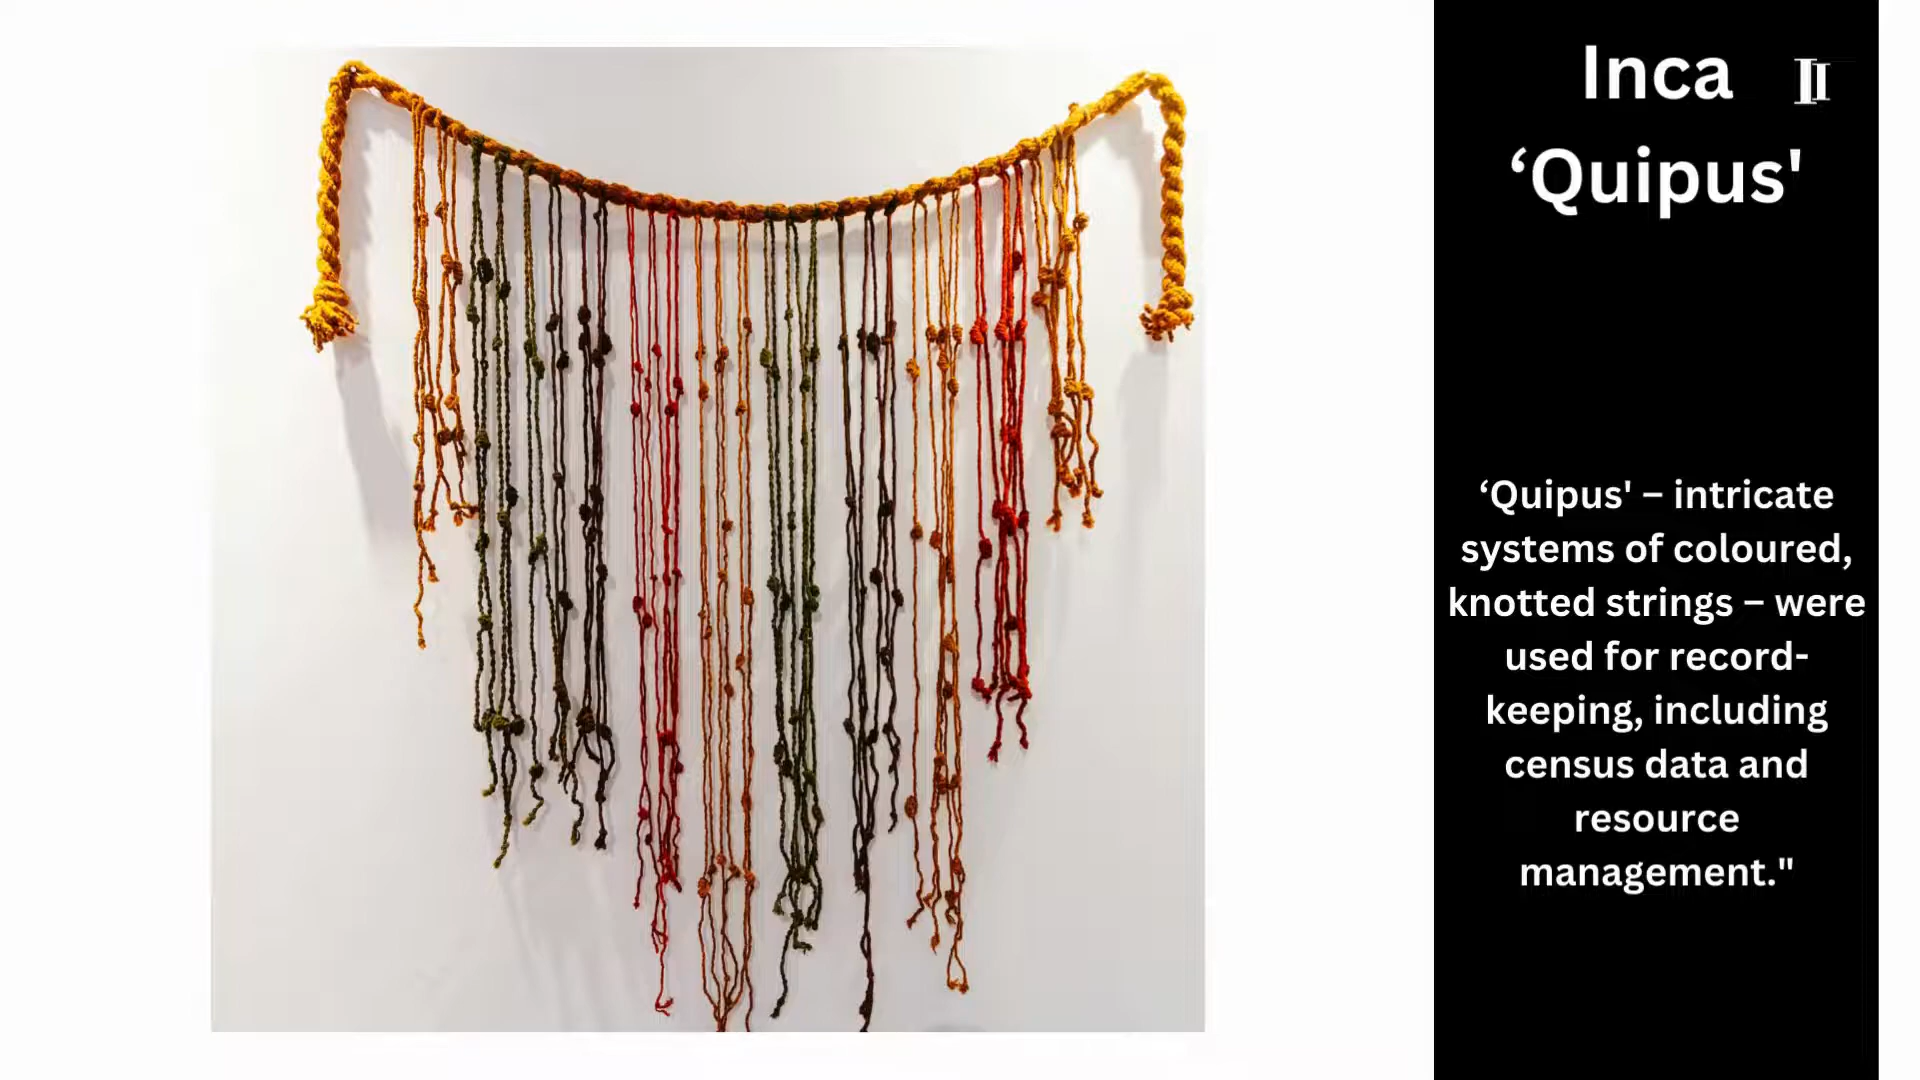 Inca
‘Quipus'
‘Quipus' – intricate
systems of coloured,
knotted strings – were
used for record-
keeping, including
census data and
resource
management."